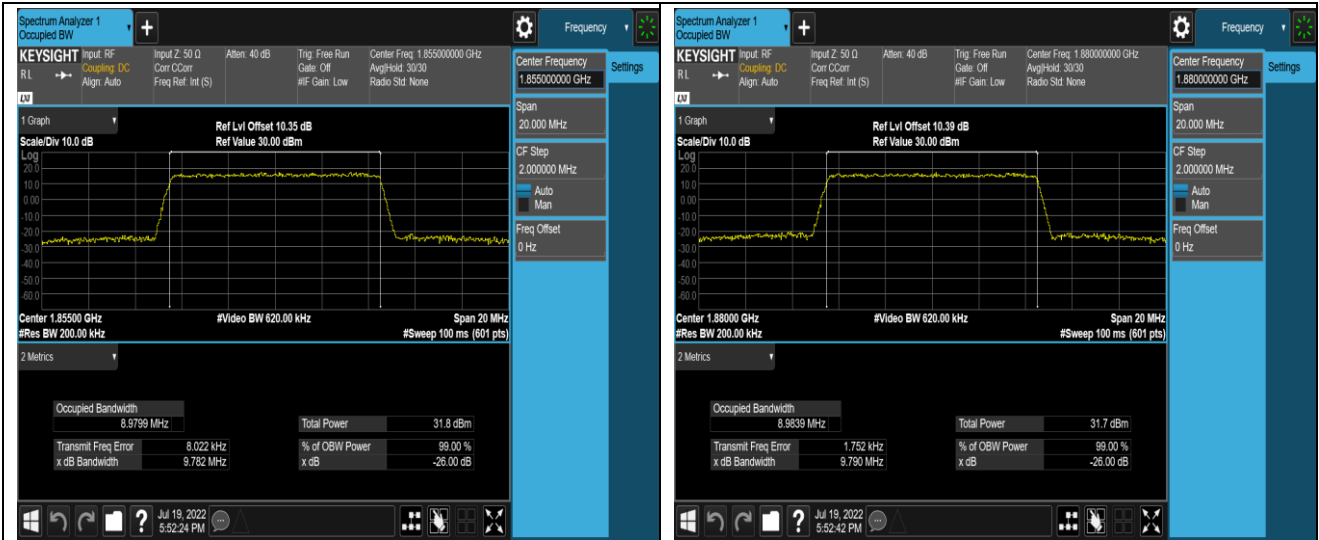 Spectrum Analyzer 1
Occupied BW
+
Frequency
KEYSIGHT
Input: RF
Coupling: DC
Align: Auto
Input Z: 50 Ω
Corr CCorr
Freq Ref: Int (S)
Atten: 40 dB
Trig: Free Run
Gate: Off
#IF Gain: Low
Center Freq: 1.855000000 GHz
Avg|Hold: 30/30
Radio Std: None
RL
LXI
Center Frequency
1.855000000 GHz
Settings
Span
20.000 MHz
CF Step
2.000000 MHz
Auto
Man
Freq Offset
0 Hz
1 Graph
Scale/Div 10.0 dB
Ref Lvl Offset 10.35 dB
Ref Value 30.00 dBm
Log
20.0
10.0
0.00
-10.0
-20.0
-30.0
-40.0
-50.0
-60.0
Center 1.85500 GHz
#Video BW 620.00 kHz
Span 20 MHz
#Res BW 200.00 kHz
#Sweep 100 ms (601 pts)
2 Metrics
Occupied Bandwidth
8.9799 MHz
Total Power 31.8 dBm
Transmit Freq Error 8.022 kHz
% of OBW Power 99.00 %
x dB Bandwidth 9.782 MHz
x dB -26.00 dB
?
Jul 19, 2022
5:52:24 PM
Spectrum Analyzer 1
Occupied BW
+
Frequency
KEYSIGHT
Input: RF
Coupling: DC
Align: Auto
Input Z: 50 Ω
Corr CCorr
Freq Ref: Int (S)
Atten: 40 dB
Trig: Free Run
Gate: Off
#IF Gain: Low
Center Freq: 1.880000000 GHz
Avg|Hold: 30/30
Radio Std: None
RL
LXI
Center Frequency
1.880000000 GHz
Settings
Span
20.000 MHz
CF Step
2.000000 MHz
Auto
Man
Freq Offset
0 Hz
1 Graph
Scale/Div 10.0 dB
Ref Lvl Offset 10.39 dB
Ref Value 30.00 dBm
Log
20.0
10.0
0.00
-10.0
-20.0
-30.0
-40.0
-50.0
-60.0
Center 1.88000 GHz
#Video BW 620.00 kHz
Span 20 MHz
#Res BW 200.00 kHz
#Sweep 100 ms (601 pts)
2 Metrics
Occupied Bandwidth
8.9839 MHz
Total Power 31.7 dBm
Transmit Freq Error 1.752 kHz
% of OBW Power 99.00 %
x dB Bandwidth 9.790 MHz
x dB -26.00 dB
?
Jul 19, 2022
5:52:42 PM